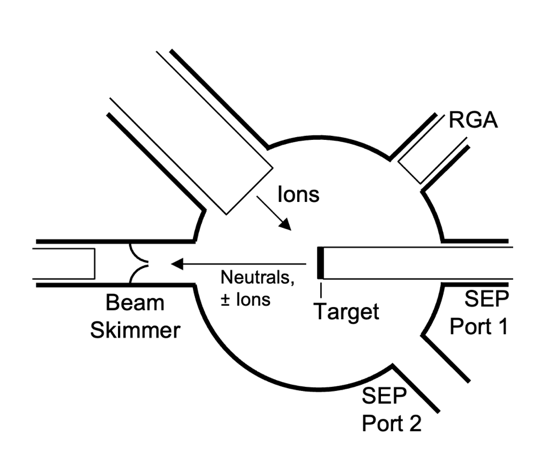 RGA
Ions
Neutrals,
± Ions
Beam
Skimmer
Target
SEP
Port 1
SEP
Port 2